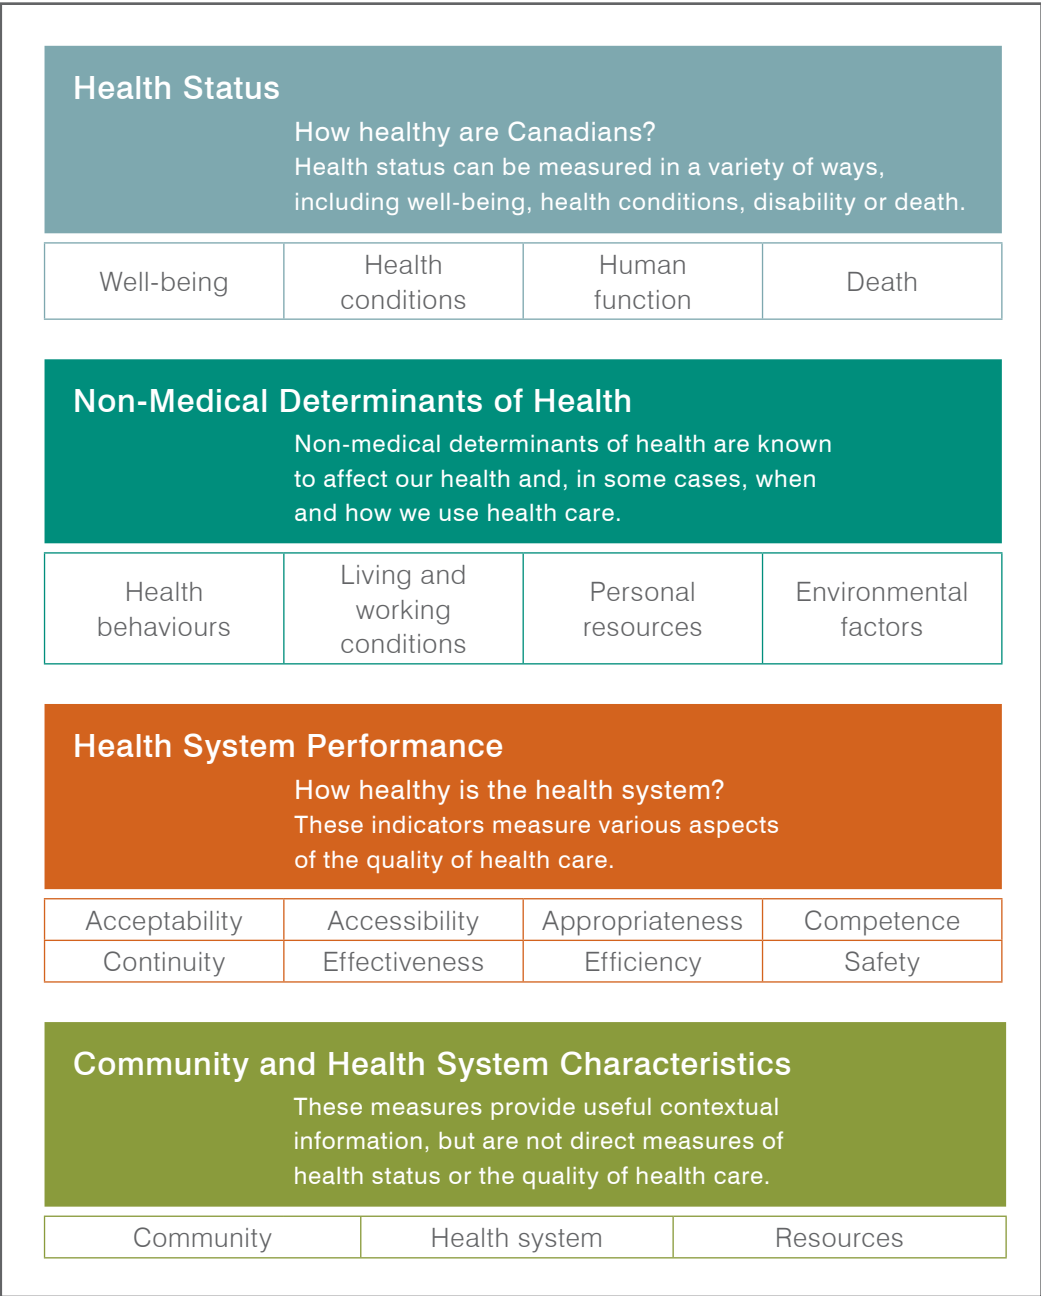 Health Status
How healthy are Canadians?
Health status can be measured in a variety of ways,
including well-being, health conditions, disability or death.
Well-being
Health
conditions
Human
function
Death
Non-Medical Determinants of Health
Non-medical determinants of health are known
to affect our health and, in some cases, when
and how we use health care.
Health
behaviours
Living and
working
conditions
Personal
resources
Environmental
factors
Health System Performance
How healthy is the health system?
These indicators measure various aspects
of the quality of health care.
Acceptability
Accessibility
Appropriateness
Competence
Continuity
Effectiveness
Efficiency
Safety
Community and Health System Characteristics
These measures provide useful contextual
information, but are not direct measures of
health status or the quality of health care.
Community
Health system
Resources